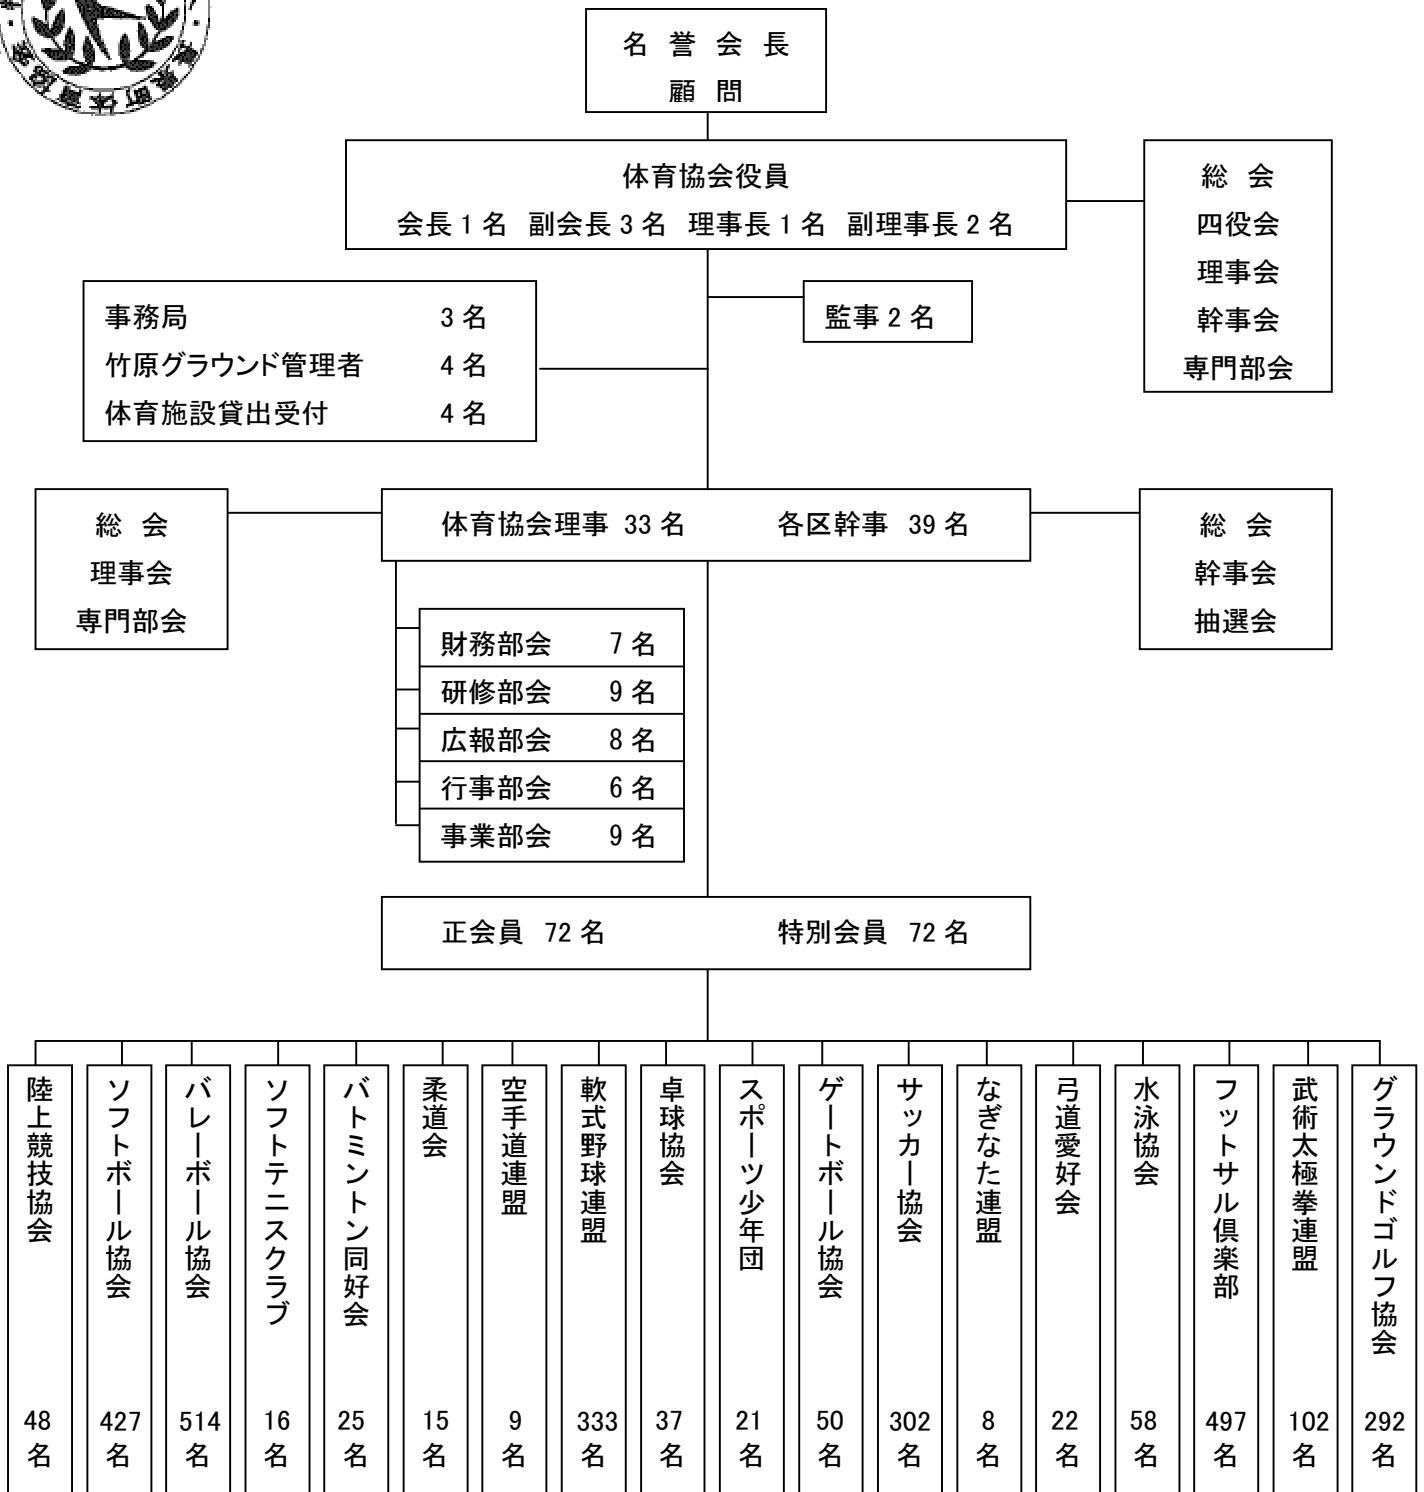 長泉町体育協会
名誉会長
顧問
体育協会役員
会長1名 副会長3名 理事長1名 副理事長2名
総会
四役会
理事会
幹事会
専門部会
事務局 3名
竹原グラウンド管理者 4名
体育施設貸出受付 4名
監事2名
総会
理事会
専門部会
体育協会理事 33名 各区幹事 39名
総会
幹事会
抽選会
財務部会 7名
研修部会 9名
広報部会 8名
行事部会 6名
事業部会 9名
正会員 72名 特別会員 72名
陸上競技協会
48名
ソフトボール協会
427名
バレーボール協会
514名
ソフトテニスクラブ
16名
バトミントン同好会
25名
柔道会
15名
空手道連盟
9名
軟式野球連盟
333名
卓球協会
37名
スポーツ少年団
21名
ゲートボール協会
50名
サッカー協会
302名
なぎなた連盟
8名
弓道愛好会
22名
水泳協会
58名
フットサル倶楽部
497名
武術太極拳連盟
102名
グラウンドゴルフ協会
292名